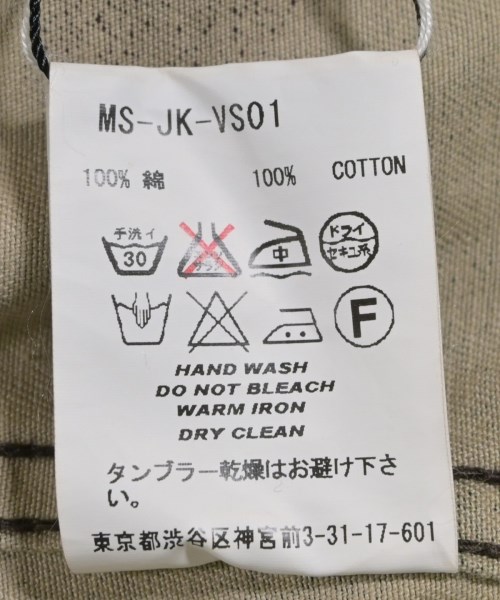 MS-JK-VS01
100% 綿 100% COTTON
手洗イ
30
中
ドライ
セキユ系
F
HAND WASH
DO NOT BLEACH
WARM IRON
DRY CLEAN
タンブラー乾燥はお避け下さ
い。
東京都渋谷区神宮前3-31-17-601